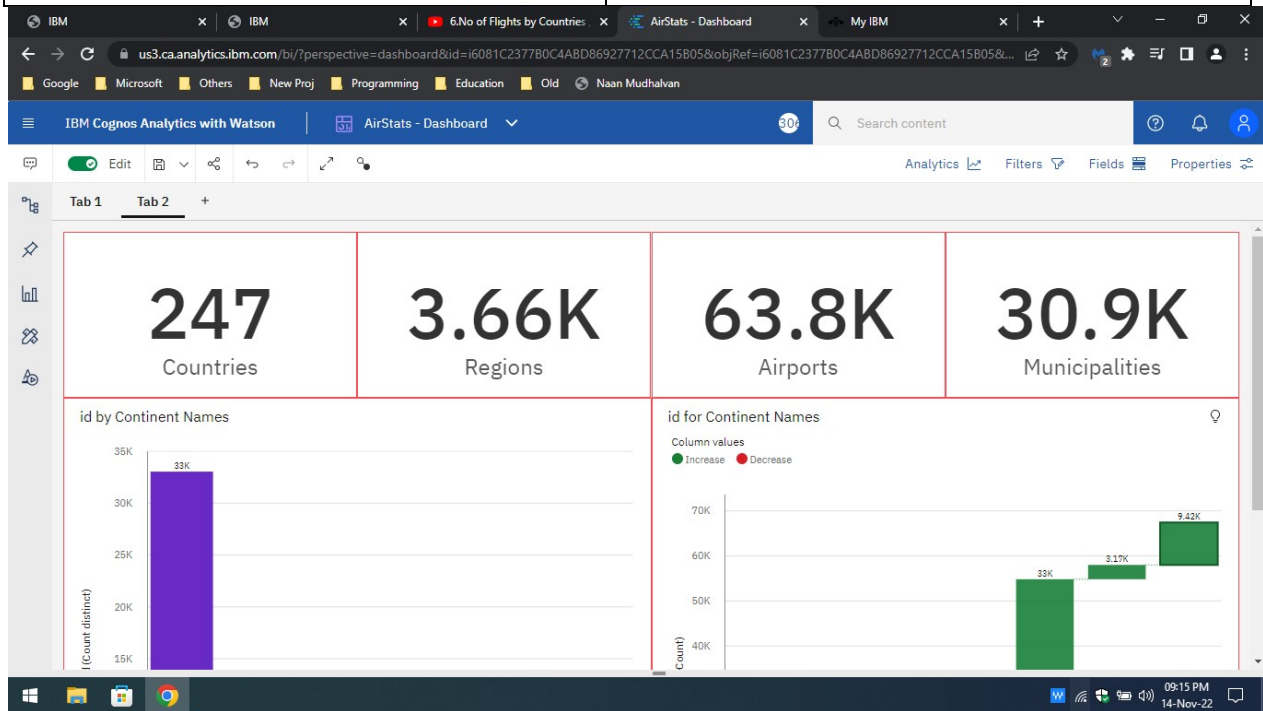 IBM
IBM
6.No of Flights by Countries
AirStats - Dashboard
My IBM
us3.ca.analytics.ibm.com/bi/?perspective=dashboard&id=i6081C2377B0C4ABD86927712CCA15B05&objRef=i6081C2377B0C4ABD86927712CCA15B05&...
Google Microsoft Others New Proj Programming Education Old Naan Mudhalvan
IBM Cognos Analytics with Watson AirStats - Dashboard Search content
Edit Analytics Filters Fields Properties
Tab 1 Tab 2 +
247
Countries
3.66K
Regions
63.8K
Airports
30.9K
Municipalities
id by Continent Names
35K
33K
30K
25K
20K
15K
(Count distinct)
id for Continent Names
Column values
Increase Decrease
70K
9.42K
60K
3.17K
33K
50K
40K
Count)
09:15 PM
14-Nov-22